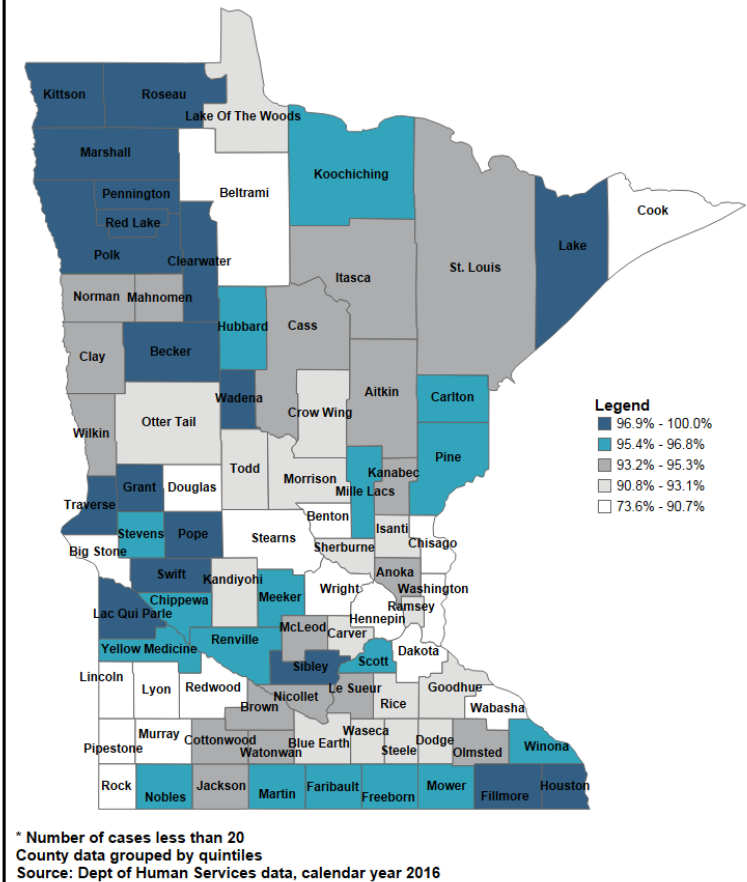 Kittson
Roseau
Lake Of The Woods
Marshall
Koochiching
Pennington
Beltrami
Red Lake
Cook
Lake
Polk
Clearwater
St. Louis
Itasca
Norman
Mahnomen
Hubbard
Cass
Clay
Becker
Aitkin
Carlton
Wadena
Crow Wing
Otter Tail
Wilkin
Pine
Todd
Kanabec
Morrison
Mille Lacs
Grant
Douglas
Traverse
Benton
Isanti
Stevens
Pope
Stearns
Chisago
Big Stone
Sherburne
Swift
Kandiyohi
Anoka
Wright
Washington
Meeker
Chippewa
Ramsey
Lac Qui Parle
Hennepin
McLeod
Carver
Renville
Yellow Medicine
Dakota
Scott
Sibley
Lincoln
Lyon
Redwood
Nicollet
Le Sueur
Goodhue
Rice
Wabasha
Brown
Murray
Waseca
Cottonwood
Dodge
Pipestone
Watonwan
Blue Earth
Steele
Olmsted
Winona
Rock
Nobles
Jackson
Martin
Faribault
Freeborn
Mower
Fillmore
Houston
Legend
96.9% - 100.0%
95.4% - 96.8%
93.2% - 95.3%
90.8% - 93.1%
73.6% - 90.7%
* Number of cases less than 20
County data grouped by quintiles
Source: Dept of Human Services data, calendar year 2016